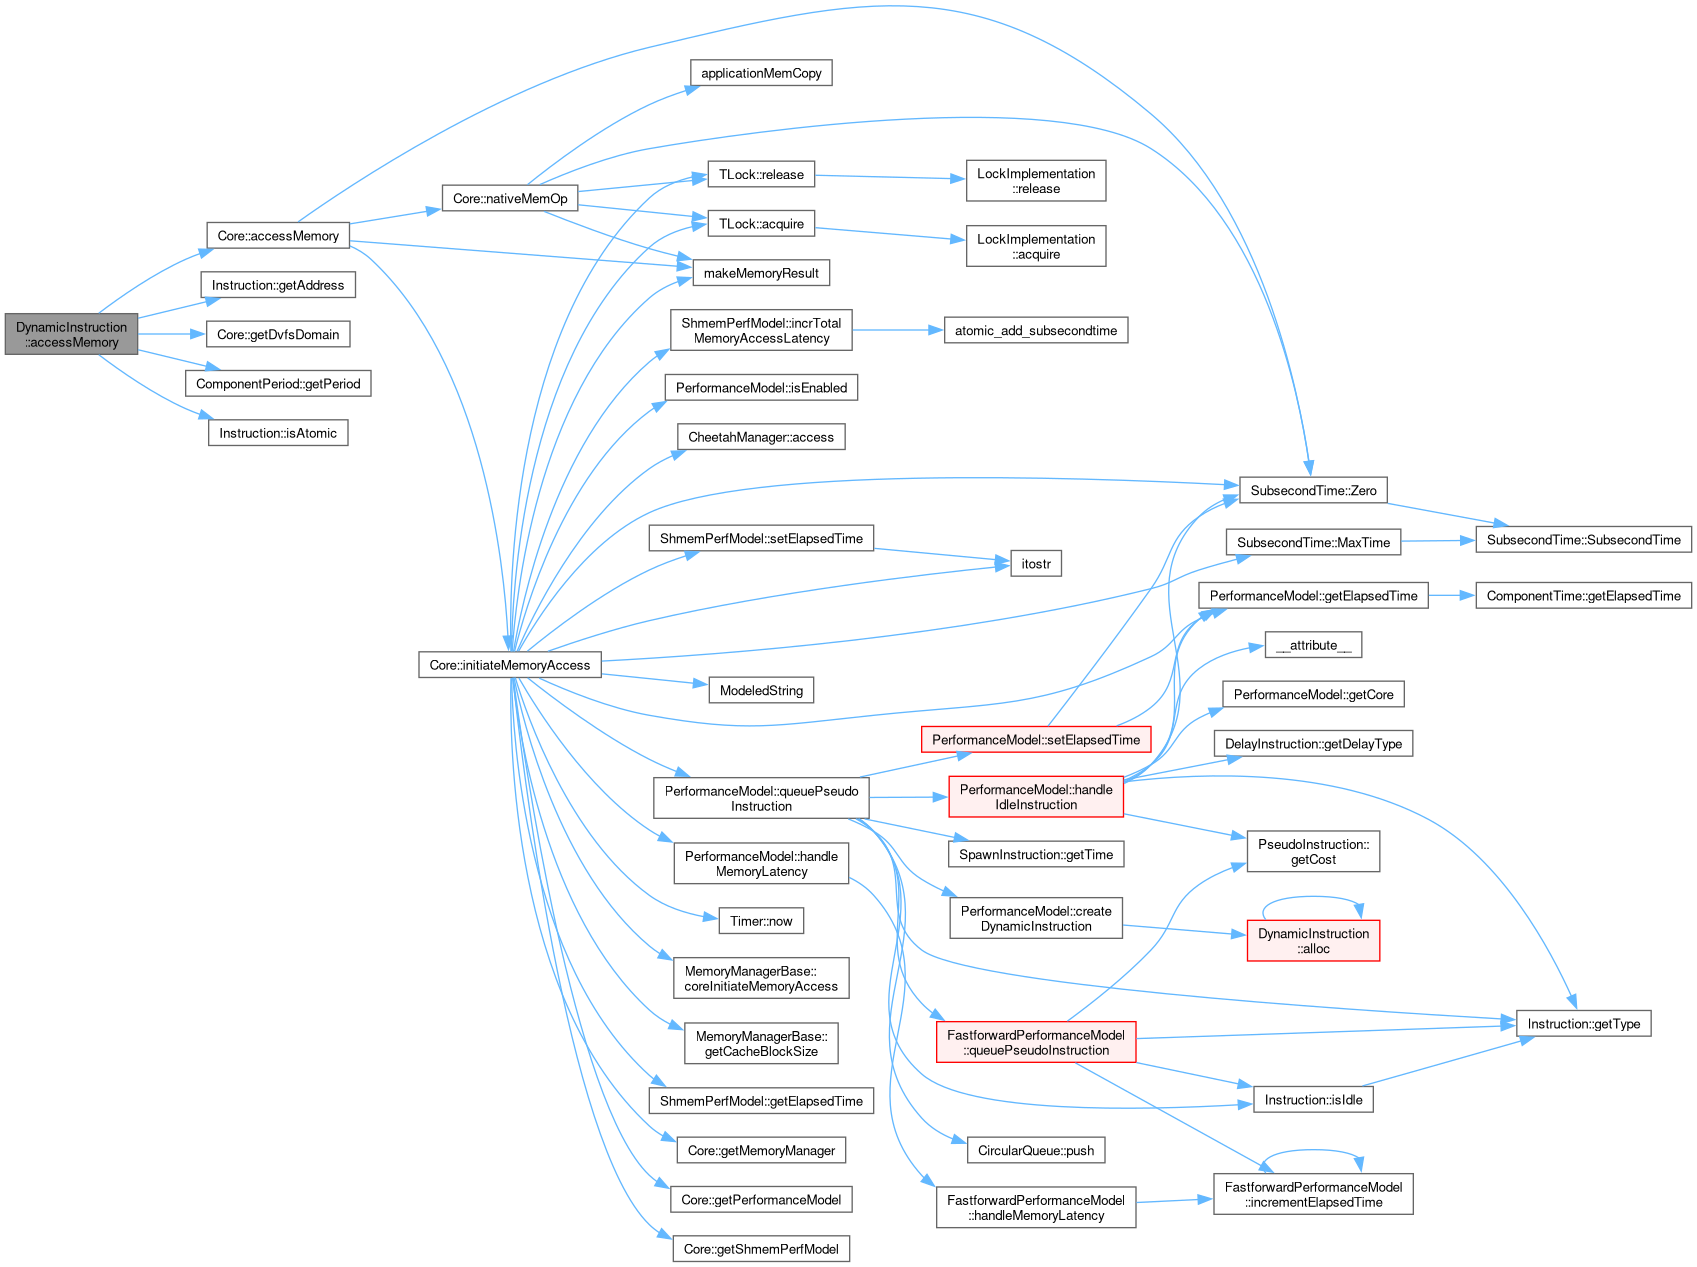 DynamicInstruction
::accessMemory
Core::accessMemory
Instruction::getAddress
Core::getDvfsDomain
ComponentPeriod::getPeriod
Instruction::isAtomic
Core::nativeMemOp
Core::initiateMemoryAccess
applicationMemCopy
TLock::release
TLock::acquire
makeMemoryResult
ShmemPerfModel::incrTotal
MemoryAccessLatency
PerformanceModel::isEnabled
CheetahManager::access
ShmemPerfModel::setElapsedTime
ModeledString
PerformanceModel::queuePseudo
Instruction
PerformanceModel::handle
MemoryLatency
Timer::now
MemoryManagerBase::
coreInitiateMemoryAccess
MemoryManagerBase::
getCacheBlockSize
ShmemPerfModel::getElapsedTime
Core::getMemoryManager
Core::getPerformanceModel
Core::getShmemPerfModel
LockImplementation
::release
LockImplementation
::acquire
atomic_add_subsecondtime
itostr
PerformanceModel::setElapsedTime
PerformanceModel::handle
IdleInstruction
SpawnInstruction::getTime
PerformanceModel::create
DynamicInstruction
FastforwardPerformanceModel
::queuePseudoInstruction
CircularQueue::push
FastforwardPerformanceModel
::handleMemoryLatency
SubsecondTime::Zero
SubsecondTime::MaxTime
PerformanceModel::getElapsedTime
__attribute__
PerformanceModel::getCore
DelayInstruction::getDelayType
PseudoInstruction::
getCost
DynamicInstruction
::alloc
Instruction::isIdle
FastforwardPerformanceModel
::incrementElapsedTime
SubsecondTime::SubsecondTime
ComponentTime::getElapsedTime
Instruction::getType